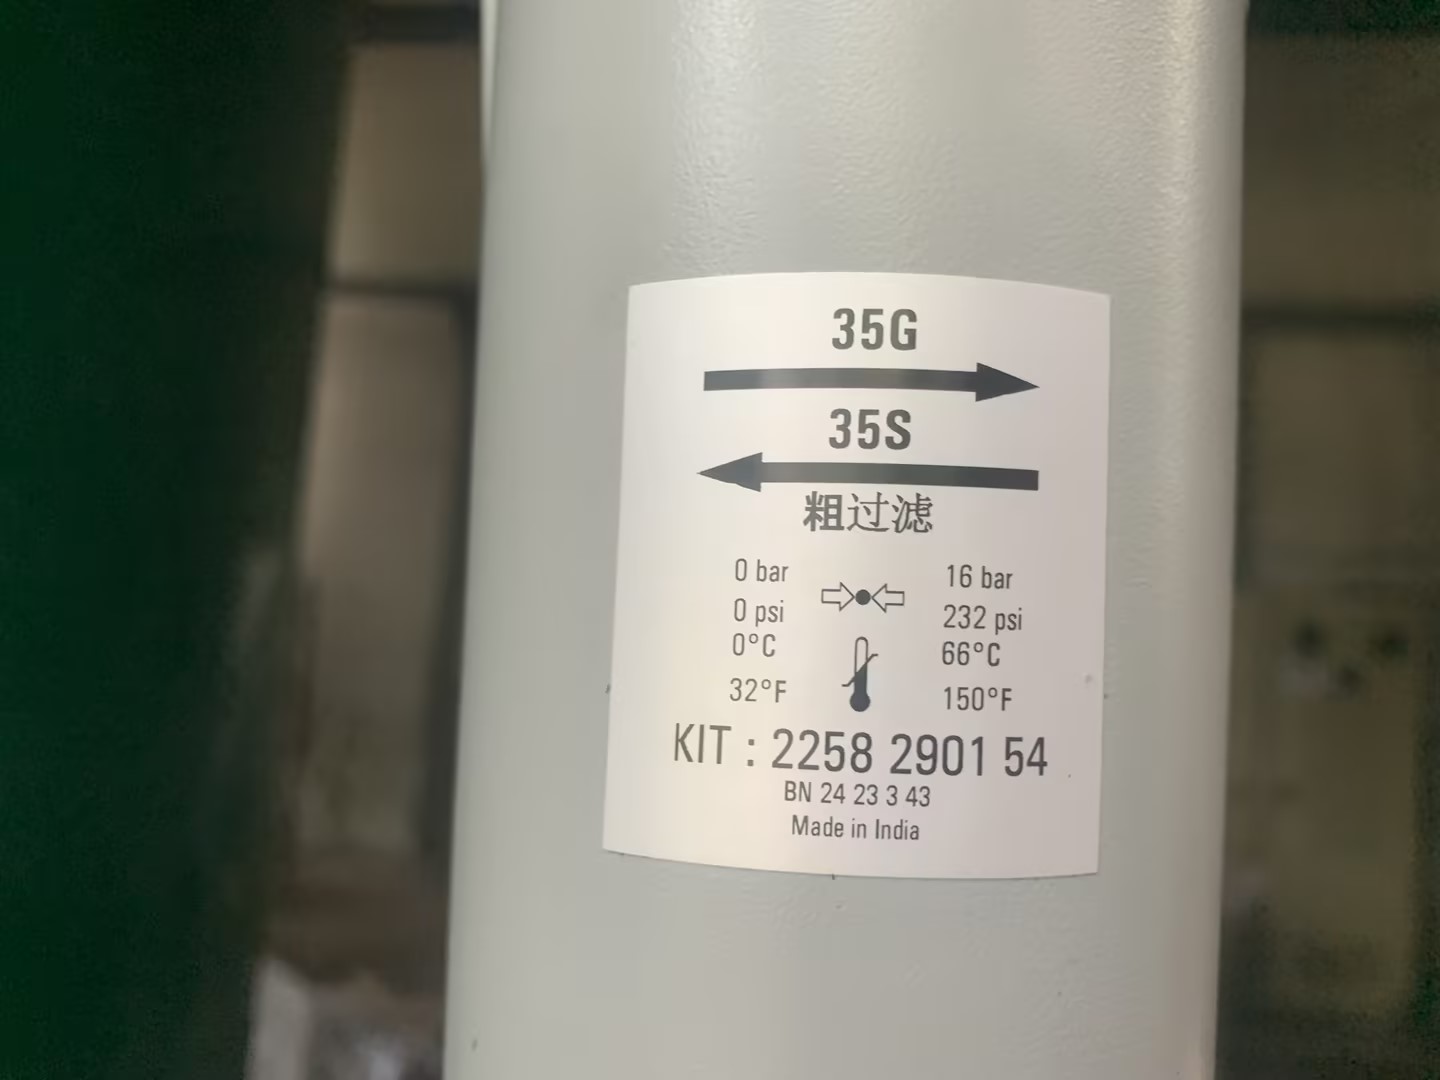 35G
35S
粗过滤
0 bar 16 bar
0 psi 232 psi
0°C 66°C
32°F 150°F
KIT : 2258 2901 54
BN 24 23 3 43
Made in India